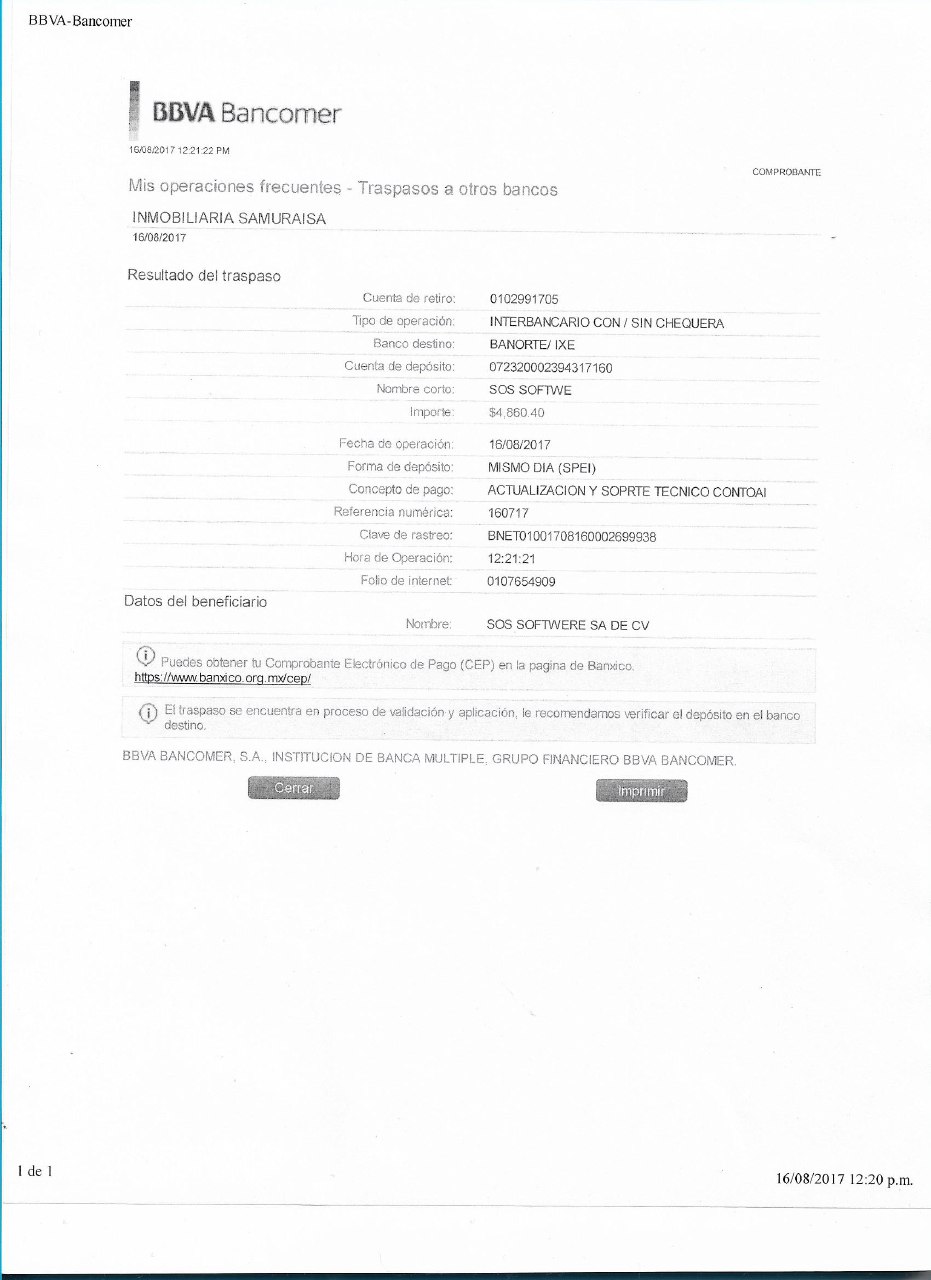 BBVA-Bancomer
BBVA Bancomer
16/08/2017 12:21:22 PM
COMPROBANTE
Mis operaciones frecuentes - Traspasos a otros bancos
INMOBILIARIA SAMURAISA
16/08/2017
Resultado del traspaso
Cuenta de retiro: 0102991705
Tipo de operación: INTERBANCARIO CON / SIN CHEQUERA
Banco destino: BANORTE/ IXE
Cuenta de depósito: 072320002394317160
Nombre corto: SOS SOFTWE
Importe: $4,860.40
Fecha de operación: 16/08/2017
Forma de depósito: MISMO DIA (SPEI)
Concepto de pago: ACTUALIZACION Y SOPRTE TECNICO CONTOAI
Referencia numérica: 160717
Clave de rastreo: BNET01001708160002699938
Hora de Operación: 12:21:21
Folio de internet: 0107654909
Datos del beneficiario
Nombre: SOS SOFTWERE SA DE CV
Puedes obtener tu Comprobante Electrónico de Pago (CEP) en la pagina de Banxico.
https://www.banxico.org.mx/cep/
El traspaso se encuentra en proceso de validación y aplicación, le recomendamos verificar el depósito en el banco
destino.
BBVA BANCOMER, S.A., INSTITUCION DE BANCA MULTIPLE, GRUPO FINANCIERO BBVA BANCOMER.
Cerrar Imprimir
1 de 1
16/08/2017 12:20 p.m.